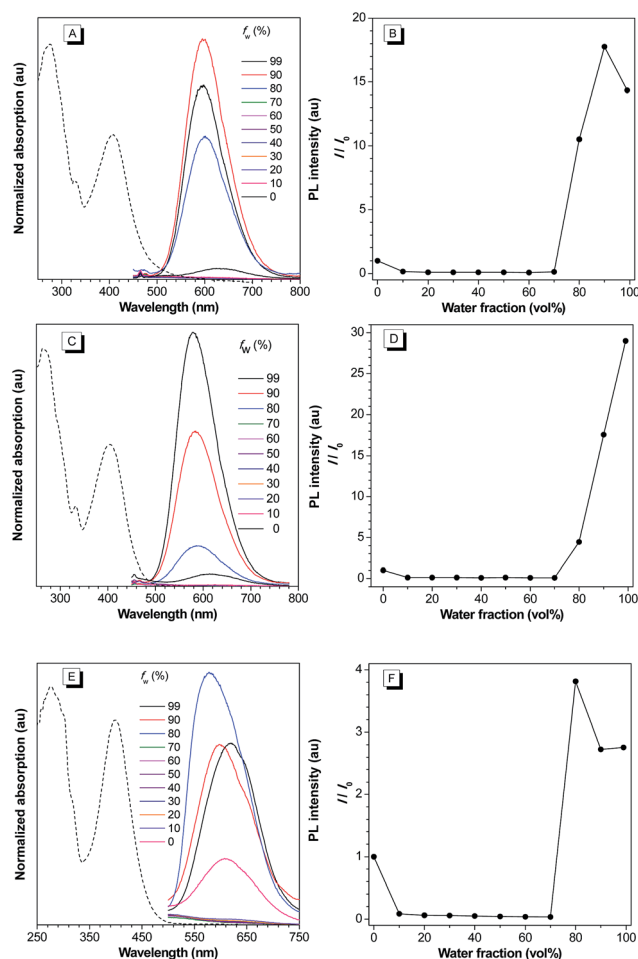 A
f_w (%)
99
90
80
70
60
50
40
30
20
10
0
Normalized absorption (au)
PL intensity (au)
300 400 500 600 700 800
Wavelength (nm)
B
I / I_0
20
15
10
5
0
0 20 40 60 80 100
Water fraction (vol%)
C
f_W (%)
99
90
80
70
60
50
40
30
20
10
0
Normalized absorption (au)
PL intensity (au)
300 400 500 600 700 800
Wavelength (nm)
D
I / I_0
30
25
20
15
10
5
0
0 20 40 60 80 100
Water fraction (vol%)
E
f_w (%)
99
90
80
70
60
50
40
30
20
10
0
Normalized absorption (au)
PL intensity (au)
250 350 450 550 650 750
Wavelength (nm)
F
I / I_0
4
3
2
1
0
0 20 40 60 80 100
Water fraction (vol%)